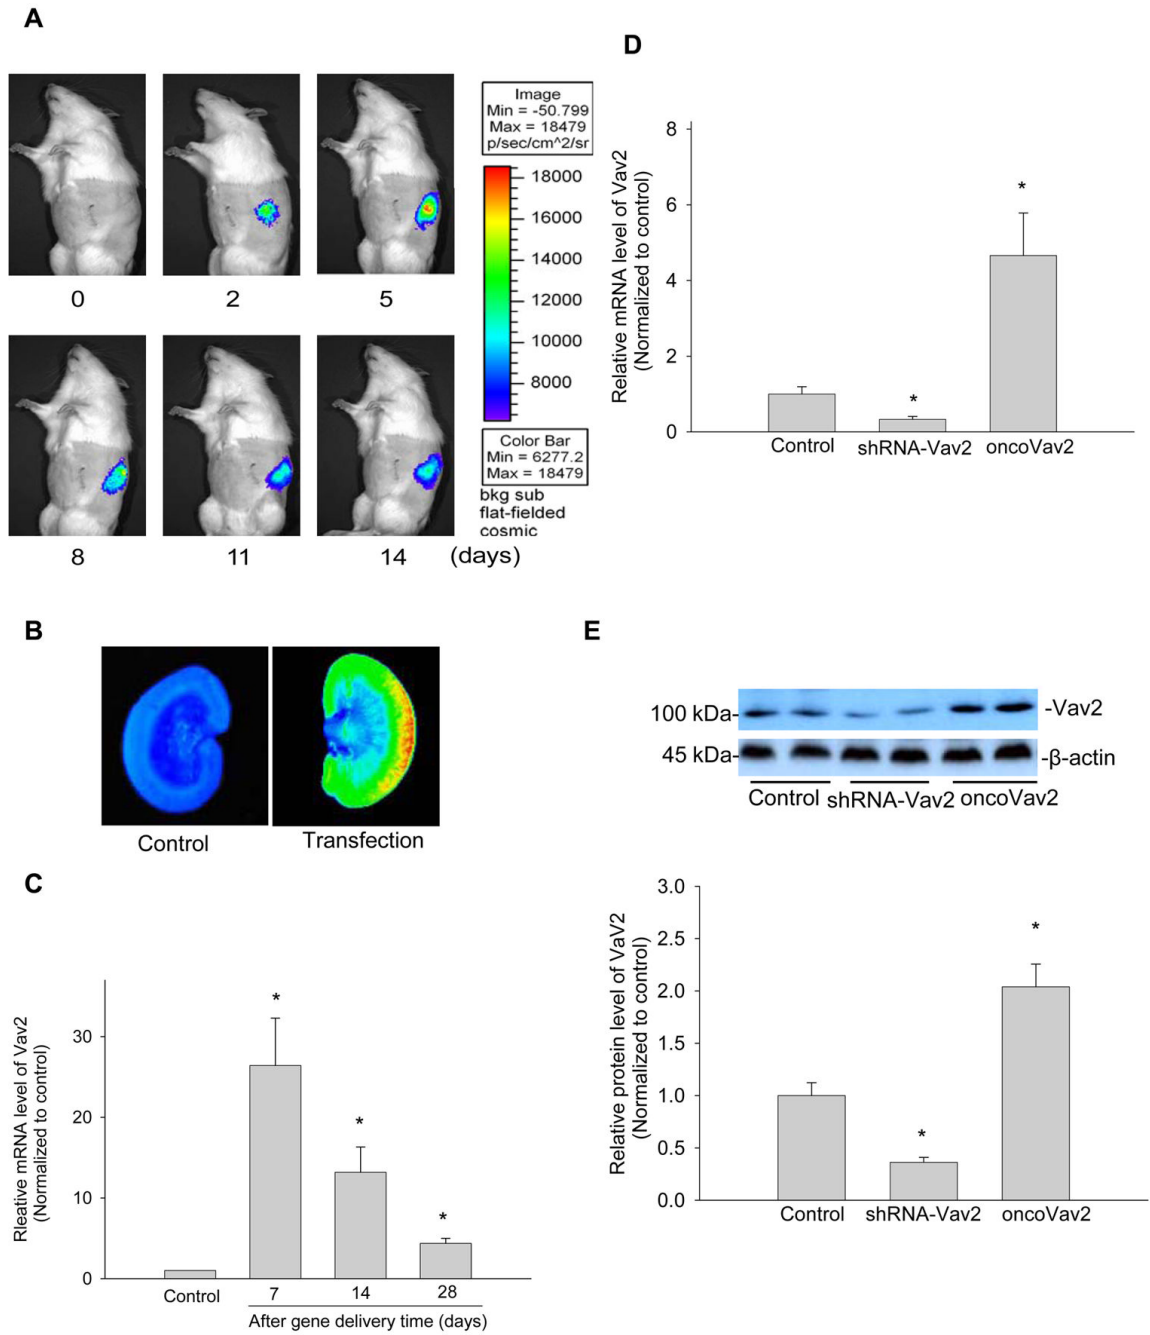 A
Image
Min = -50.799
Max = 18479
p/sec/cm^2/sr
18000
16000
14000
12000
10000
8000
Color Bar
Min = 6277.2
Max = 18479
bkg sub
flat-fielded
cosmic
0 2 5
8 11 14 (days)
B
Control Transfection
C
Rleative mRNA level of Vav2
(Normalized to control)
30
20
10
0
Control 7 14 28
After gene delivery time (days)
* * *
D
Relative mRNA level of Vav2
(Normalized to control)
8
6
4
2
0
* *
Control shRNA-Vav2 oncoVav2
E
100 kDa- -Vav2
45 kDa- -β-actin
Control shRNA-Vav2 oncoVav2
Relative protein level of VaV2
(Normalized to control)
3.0
2.5
2.0
1.5
1.0
0.5
0.0
* *
Control shRNA-Vav2 oncoVav2